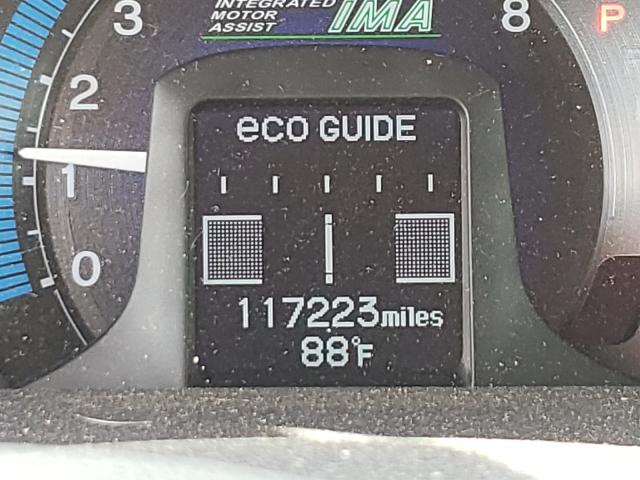 INTEGRATED
MOTOR
ASSIST
IMA
3
2
1
0
8
P
eco GUIDE
117223miles
88°F